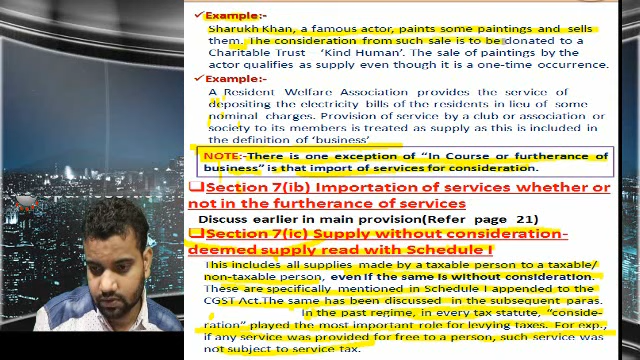 Example:-
Sharukh Khan, a famous actor, paints some paintings and sells
them. The consideration from such sale is to be donated to a
Charitable Trust – 'Kind Human'. The sale of paintings by the
actor qualifies as supply even though it is a one-time occurrence.
Example:-
A Resident Welfare Association provides the service of
depositing the electricity bills of the residents in lieu of some
nominal charges. Provision of service by a club or association or
society to its members is treated as supply as this is included in
the definition of 'business'
NOTE:-There is one exception of "In Course or furtherance of
business" is that import of services for consideration.
❑Section 7(ib) Importation of services whether or
not in the furtherance of services
Discuss earlier in main provision(Refer page 21)
❑Section 7(ic) Supply without consideration-
deemed supply read with Schedule I
This includes all supplies made by a taxable person to a taxable/
non-taxable person, even if the same is without consideration.
These are specifically mentioned in Schedule I appended to the
CGST Act.The same has been discussed in the subsequent paras.
In the past regime, in every tax statute, "conside-
ration" played the most important role for levying taxes. For exp.,
if any service was provided for free to a person, such service was
not subject to service tax.